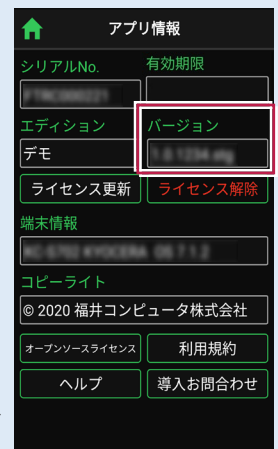 アプリ情報
シリアルNo. 有効期限
エディション バージョン
デモ
ライセンス更新 ライセンス解除
端末情報
コピーライト
© 2020 福井コンピュータ株式会社
オープンソースライセンス 利用規約
ヘルプ 導入お問合わせ